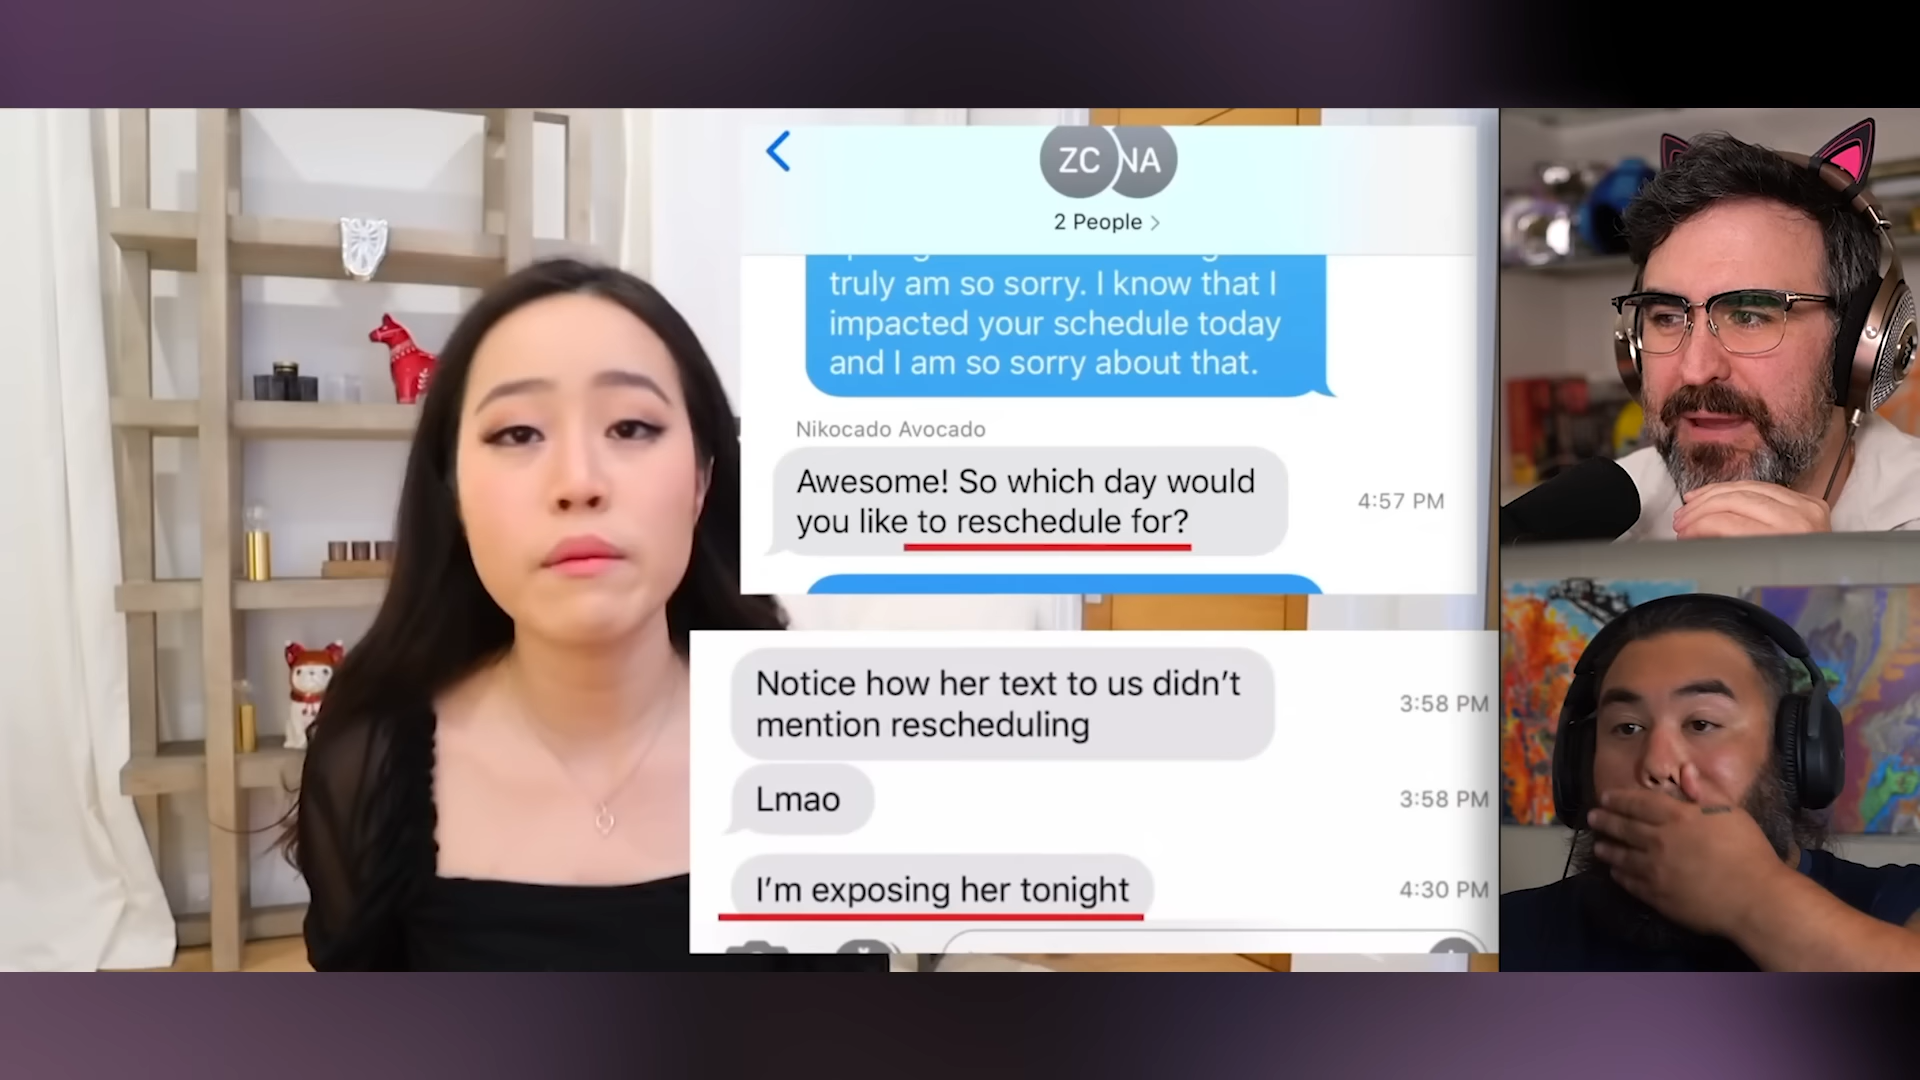 ZC NA
2 People >
truly am so sorry. I know that I
impacted your schedule today
and I am so sorry about that.
Nikocado Avocado
Awesome! So which day would
you like to reschedule for?
4:57 PM
Notice how her text to us didn't
mention rescheduling
3:58 PM
Lmao
3:58 PM
I'm exposing her tonight
4:30 PM